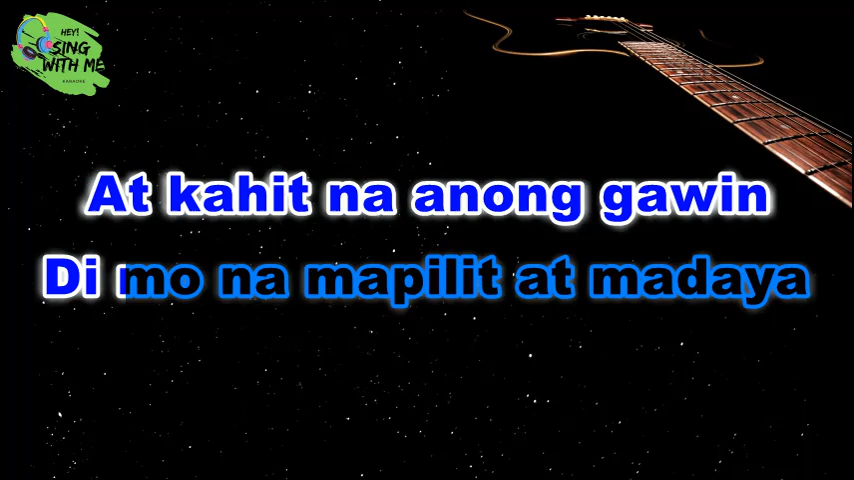 HEY!
SING
WITH ME
KARAOKE
At kahit na anong gawin
Di mo na mapilit at madaya